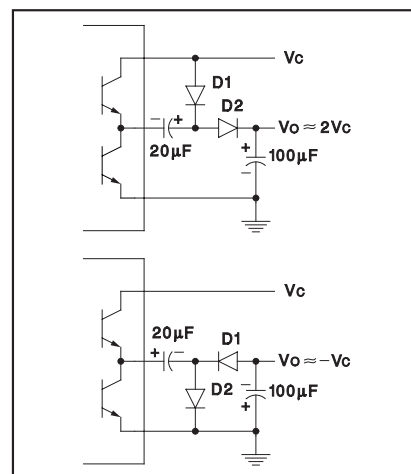 Vc
D1
D2
− +
20µF
Vo ≈ 2Vc
+
−
100µF
Vc
20µF
+ −
D1
D2
Vo ≈ −Vc
−
+
100µF